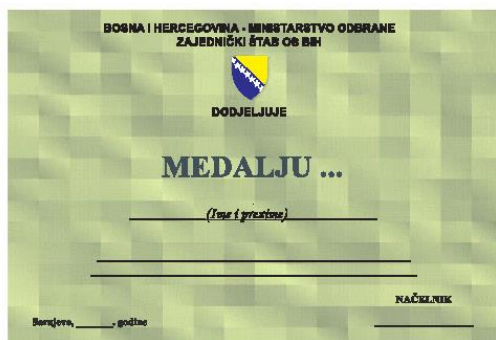 BOSNA I HERCEGOVINA - MINISTARSTVO ODBRANE
ZAJEDNIČKI ŠTAB OS BIH
DODJELJUJE
MEDALJU ...
(Ime i prezime)
NAČELNIK
Sarajevo, ______, godine